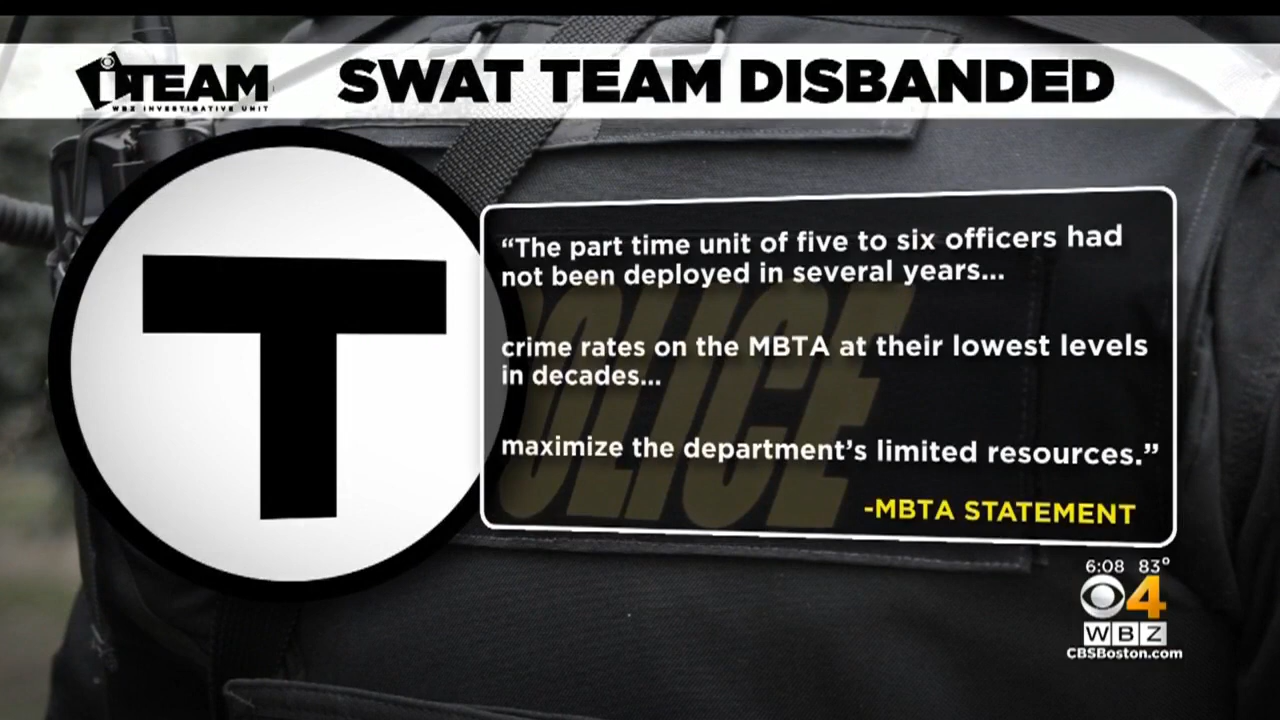 iTEAM
WBZ INVESTIGATIVE UNIT
SWAT TEAM DISBANDED
T
POLICE
“The part time unit of five to six officers had
not been deployed in several years...
crime rates on the MBTA at their lowest levels
in decades...
maximize the department’s limited resources.”
-MBTA STATEMENT
6:08 83°
4
WBZ
CBSBoston.com